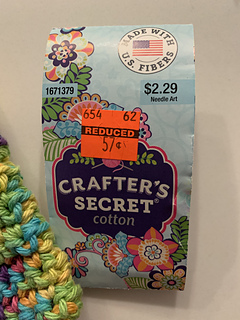 MADE WITH
U.S. FIBERS
1671379
$2.29
Needle Art
654 62
REDUCED
57¢
CRAFTER'S
SECRET®
cotton